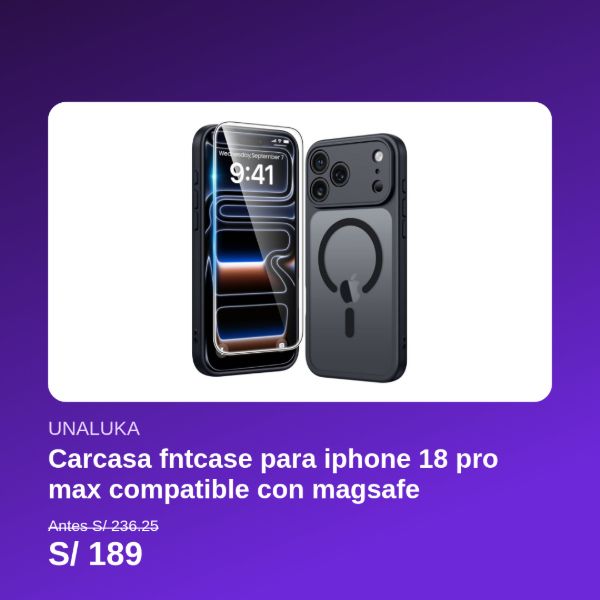 Wednesday, September 7
9:41
UNALUKA
Carcasa fntcase para iphone 18 pro
max compatible con magsafe
Antes S/ 236.25
S/ 189